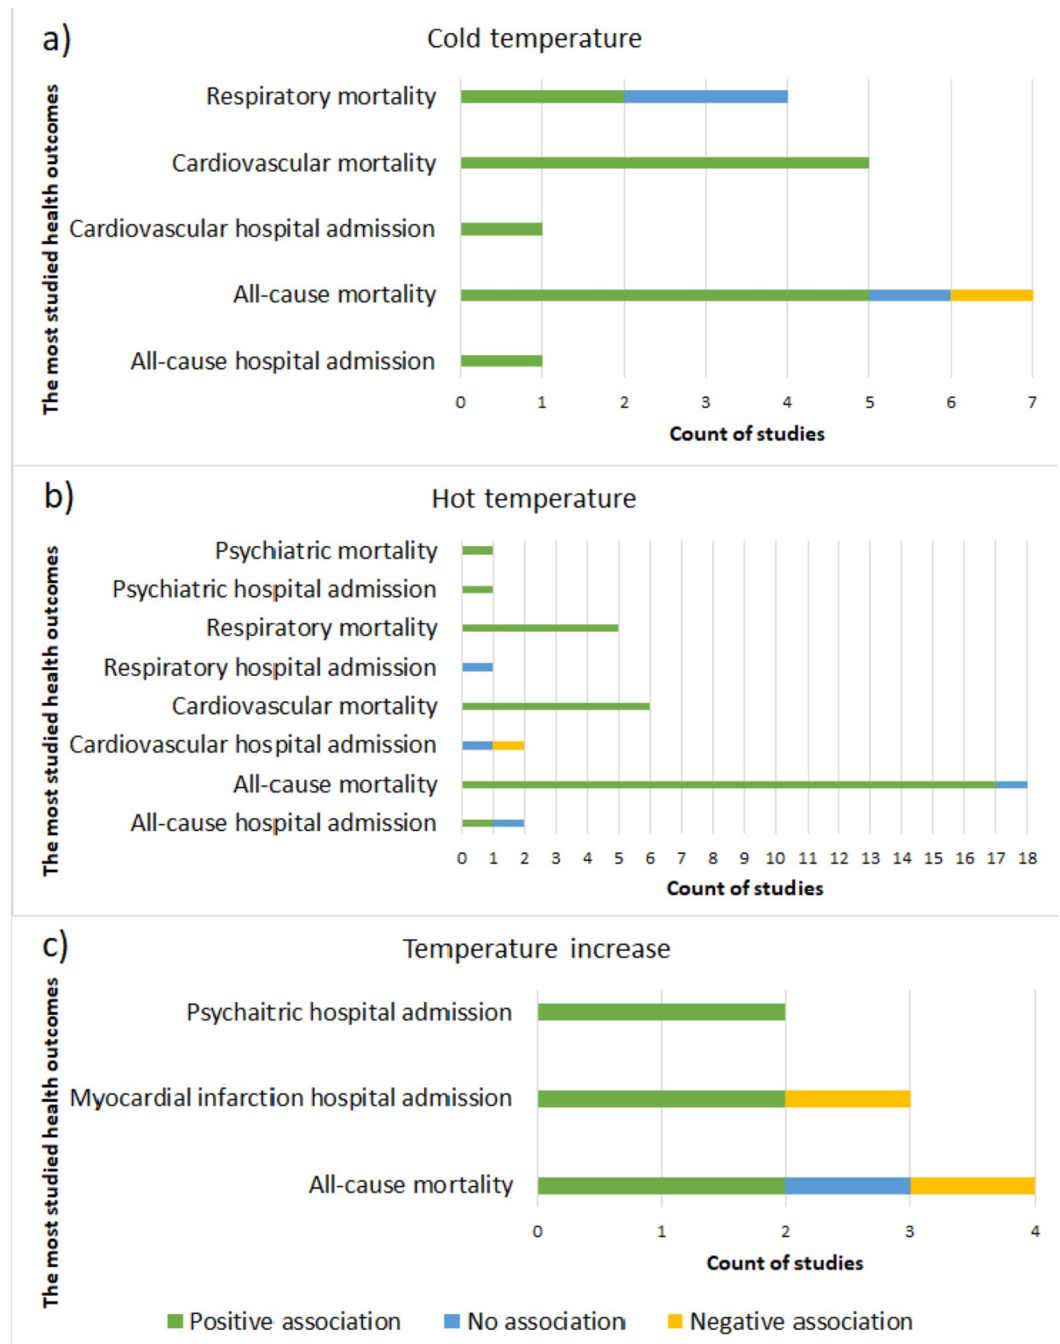 a)
Cold temperature
The most studied health outcomes
Respiratory mortality
Cardiovascular mortality
Cardiovascular hospital admission
All-cause mortality
All-cause hospital admission
0 1 2 3 4 5 6 7
Count of studies
b)
Hot temperature
The most studied health outcomes
Psychiatric mortality
Psychiatric hospital admission
Respiratory mortality
Respiratory hospital admission
Cardiovascular mortality
Cardiovascular hospital admission
All-cause mortality
All-cause hospital admission
0 1 2 3 4 5 6 7 8 9 10 11 12 13 14 15 16 17 18
Count of studies
c)
Temperature increase
The most studied health outcomes
Psychaitric hospital admission
Myocardial infarction hospital admission
All-cause mortality
0 1 2 3 4
Count of studies
Positive association No association Negative association